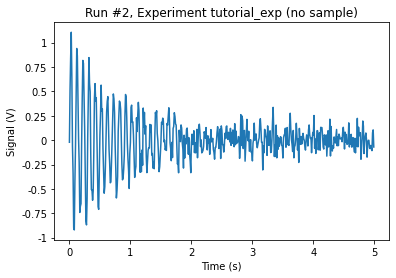 Run #2, Experiment tutorial_exp (no sample)
Signal (V)
1
0.75
0.5
0.25
0
-0.25
-0.5
-0.75
-1
0 1 2 3 4 5
Time (s)